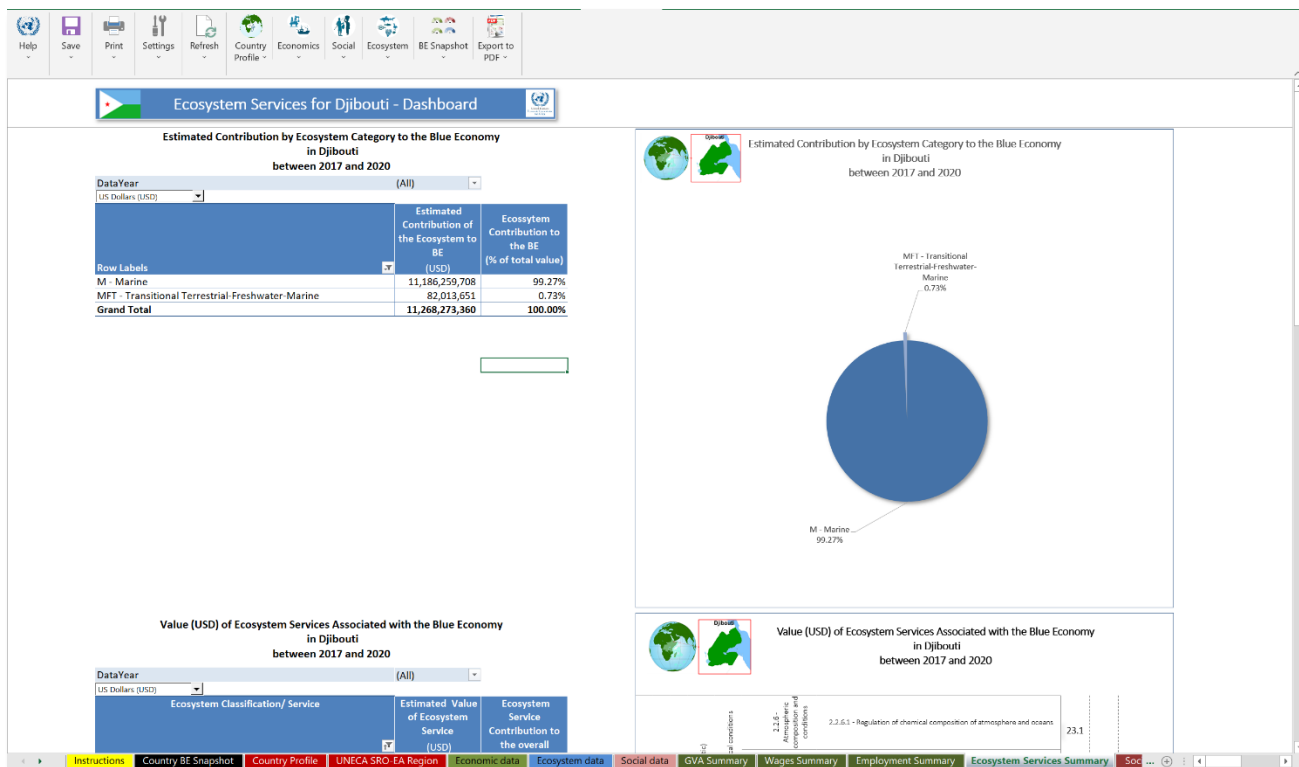 Help
Save
Print
Settings
Refresh
Country
Profile
Economics
Social
Ecosystem
BE Snapshot
Export to
PDF
Ecosystem Services for Djibouti - Dashboard
Estimated Contribution by Ecosystem Category to the Blue Economy
in Djibouti
between 2017 and 2020
DataYear (All)
US Dollars (USD)
Row Labels
Estimated
Contribution of
the Ecosystem to
BE
(USD)
Ecossytem
Contribution to
the BE
(% of total value)
M - Marine 11,186,259,708 99.27%
MFT - Transitional Terrestrial-Freshwater-Marine 82,013,651 0.73%
Grand Total 11,268,273,360 100.00%
Djibouti
Estimated Contribution by Ecosystem Category to the Blue Economy
in Djibouti
between 2017 and 2020
MFT - Transitional
Terrestrial-Freshwater-
Marine
0.73%
M - Marine
99.27%
Value (USD) of Ecosystem Services Associated with the Blue Economy
in Djibouti
between 2017 and 2020
DataYear (All)
US Dollars (USD)
Ecosystem Classification/ Service
Estimated Value
of Ecosystem
Service
(USD)
Ecosystem
Service
Contribution to
the overall
Djibouti
Value (USD) of Ecosystem Services Associated with the Blue Economy
in Djibouti
between 2017 and 2020
al conditions
2.2.6 -
Atmospheric
composition and
conditions
2.2.6.1 - Regulation of chemical composition of atmosphere and oceans
23.1
Instructions
Country BE Snapshot
Country Profile
UNECA SRO-EA Region
Economic data
Ecosystem data
Social data
GVA Summary
Wages Summary
Employment Summary
Ecosystem Services Summary
Soc ...